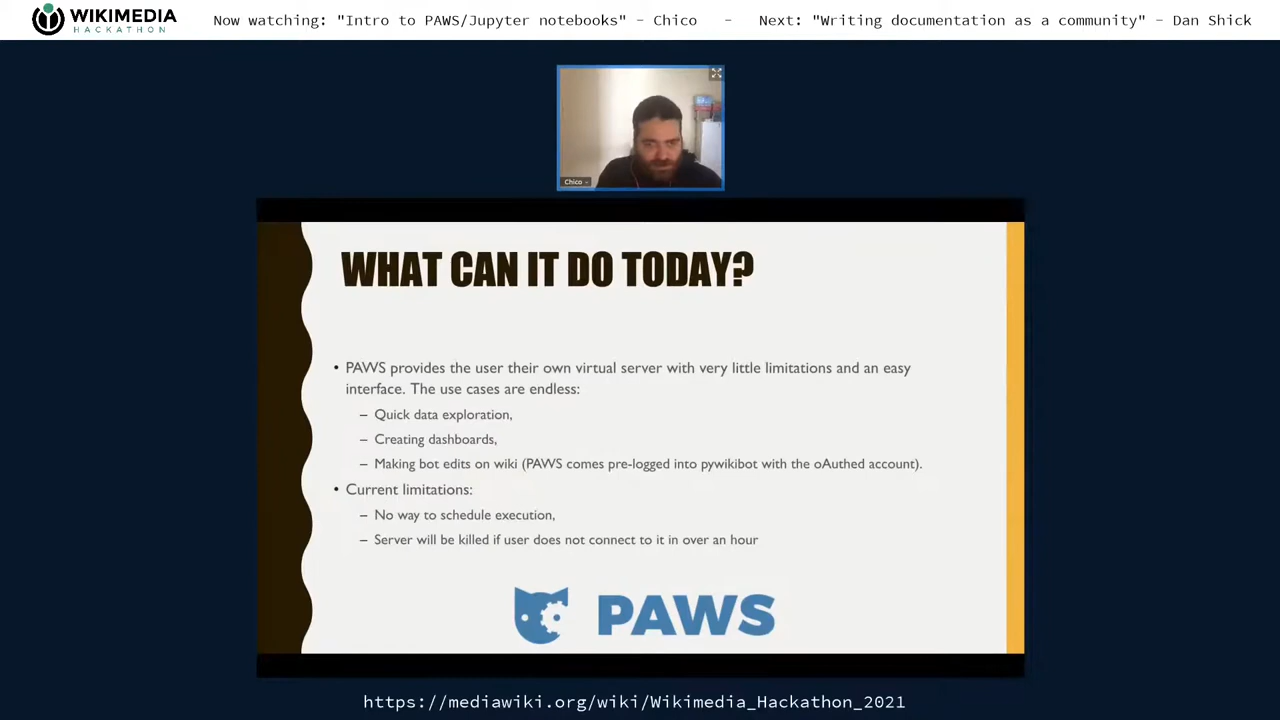 WIKIMEDIA
HACKATHON
Now watching: "Intro to PAWS/Jupyter notebooks" - Chico - Next: "Writing documentation as a community" - Dan Shick
Chico
WHAT CAN IT DO TODAY?
• PAWS provides the user their own virtual server with very little limitations and an easy
interface. The use cases are endless:
– Quick data exploration,
– Creating dashboards,
– Making bot edits on wiki (PAWS comes pre-logged into pywikibot with the oAuthed account).
• Current limitations:
– No way to schedule execution,
– Server will be killed if user does not connect to it in over an hour
PAWS
https://mediawiki.org/wiki/Wikimedia_Hackathon_2021